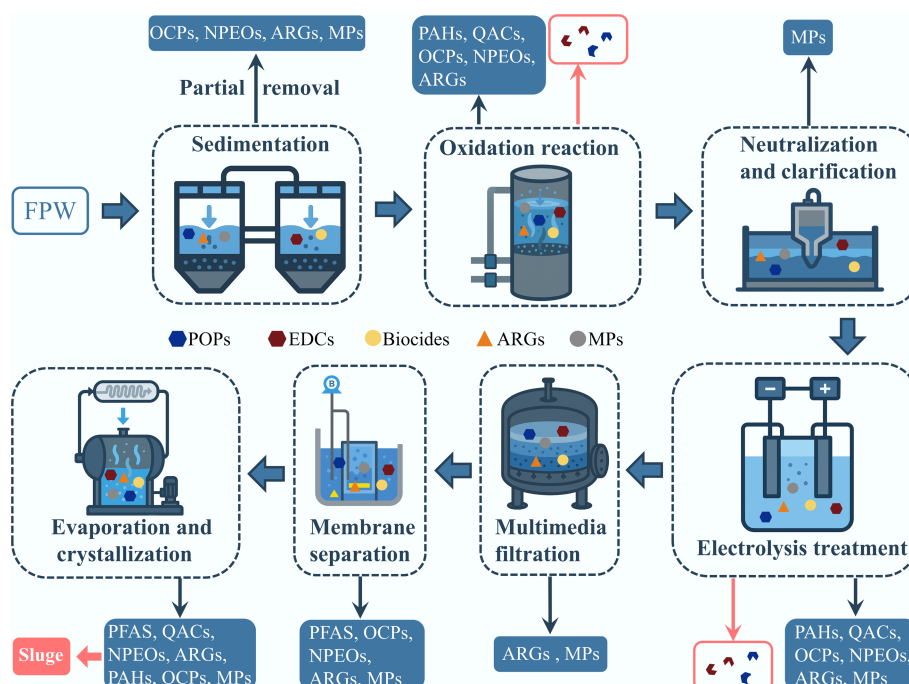 OCPs, NPEOs, ARGs, MPs
PAHs, QACs,
OCPs, NPEOs,
ARGs
MPs
Partial removal
Sedimentation
Oxidation reaction
Neutralization
and clarification
FPW
POPs
EDCs
Biocides
ARGs
MPs
B
− +
Evaporation and
crystallization
Membrane
separation
Multimedia
filtration
Electrolysis treatment
Sluge
PFAS, QACs,
NPEOs, ARGs,
PAHs, OCPs, MPs
PFAS, OCPs,
NPEOs,
ARGs, MPs
ARGs , MPs
PAHs, QACs,
OCPs, NPEOs,
ARGs, MPs